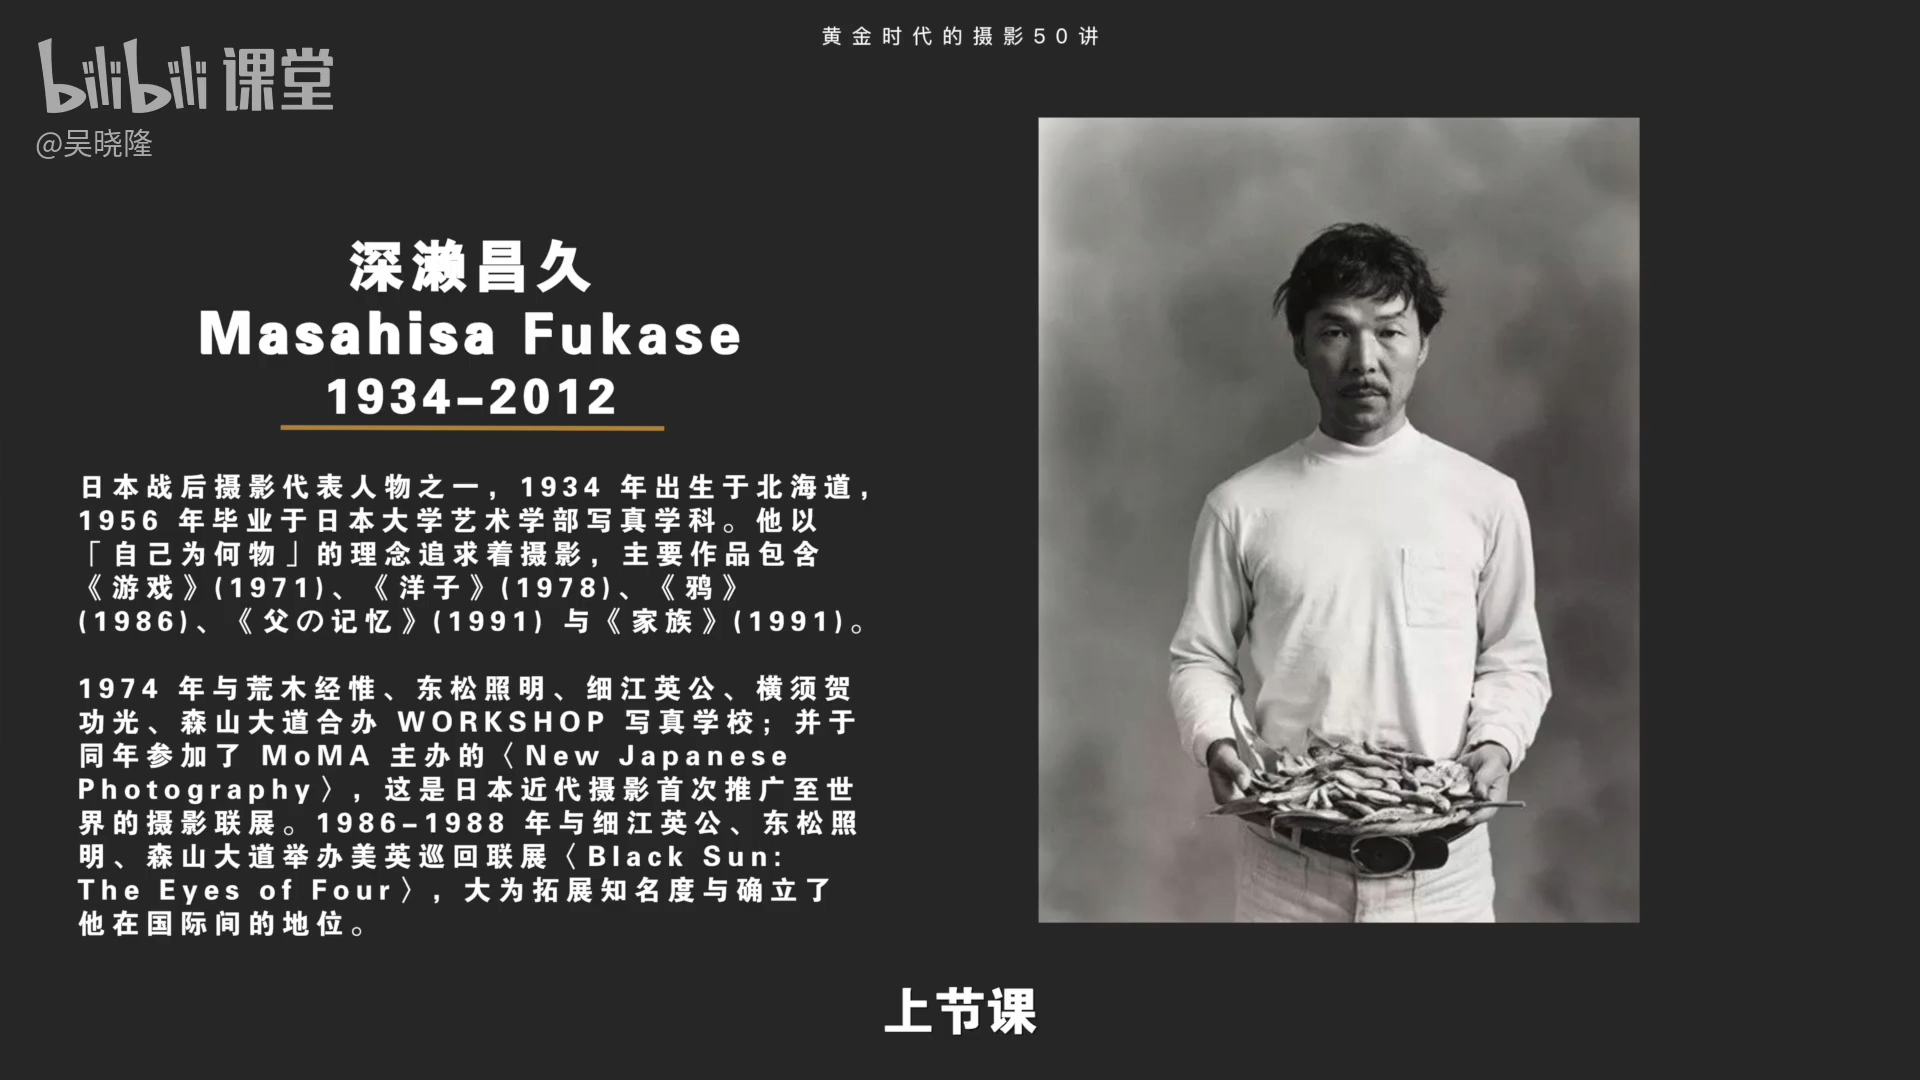 黄金时代的摄影50讲
bilibili 课堂
@吴晓隆
深濑昌久
Masahisa Fukase
1934–2012
日本战后摄影代表人物之一，1934 年出生于北海道，
1956 年毕业于日本大学艺术学部写真学科。他以
「自己为何物」的理念追求着摄影，主要作品包含
《游戏》(1971)、《洋子》(1978)、《鸦》
(1986)、《父の记忆》(1991) 与《家族》(1991)。
1974 年与荒木经惟、东松照明、细江英公、横须贺
功光、森山大道合办 WORKSHOP 写真学校；并于
同年参加了 MoMA 主办的〈New Japanese
Photography〉，这是日本近代摄影首次推广至世
界的摄影联展。1986–1988 年与细江英公、东松照
明、森山大道举办美英巡回联展〈Black Sun:
The Eyes of Four〉，大为拓展知名度与确立了
他在国际间的地位。
上节课